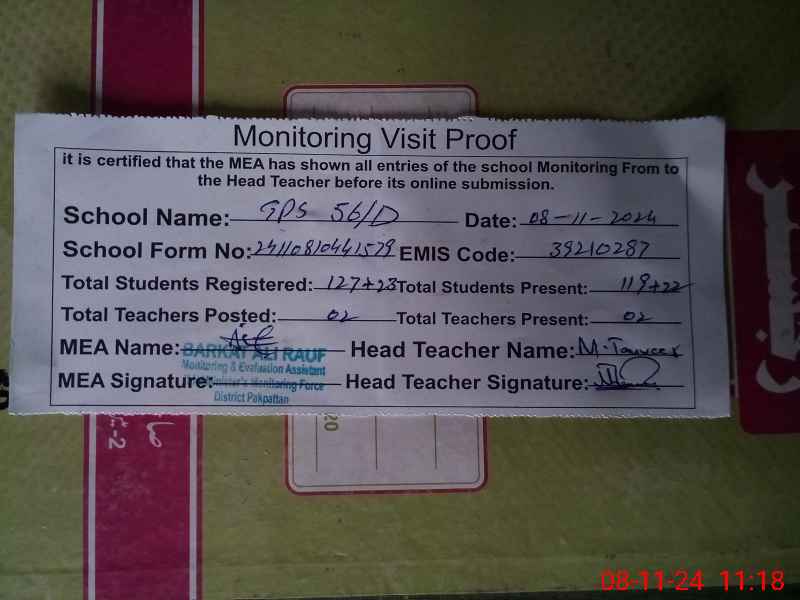 Monitoring Visit Proof
it is certified that the MEA has shown all entries of the school Monitoring From to
the Head Teacher before its online submission.
School Name: GPS 56/D Date: 08-11-2024
School Form No: 24110810441579 EMIS Code: 39210287
Total Students Registered: 127+23 Total Students Present: 119+22
Total Teachers Posted: 02 Total Teachers Present: 02
MEA Name: BARKAT ALI RAUF Head Teacher Name: M. Tanveer
Monitoring & Evaluation Assistant
MEA Signature: Minister's Monitoring Force Head Teacher Signature:
District Pakpattan
08-11-24 11:18